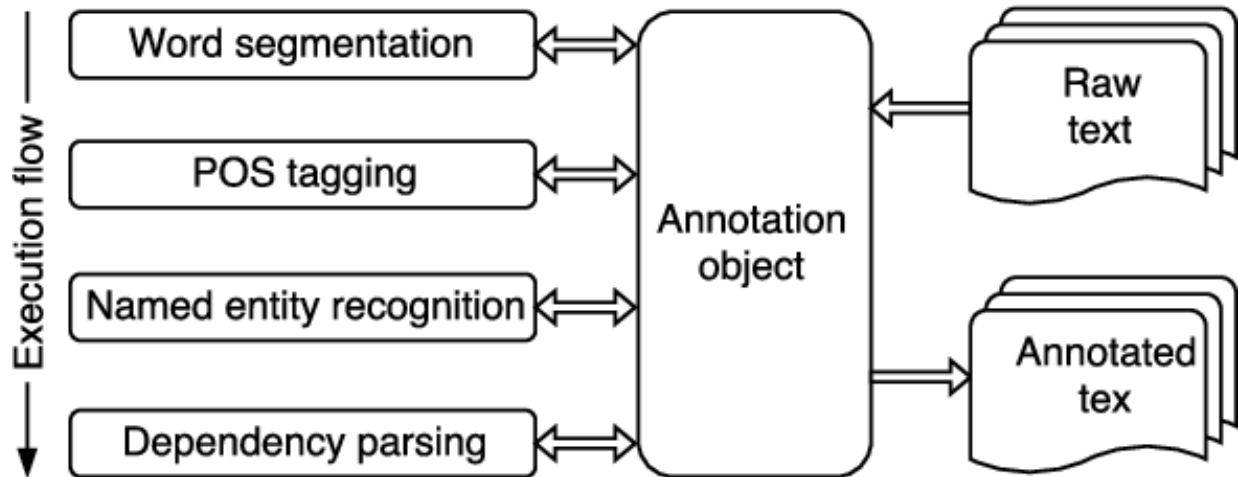 Execution flow
Word segmentation
POS tagging
Named entity recognition
Dependency parsing
Annotation
object
Raw
text
Annotated
tex